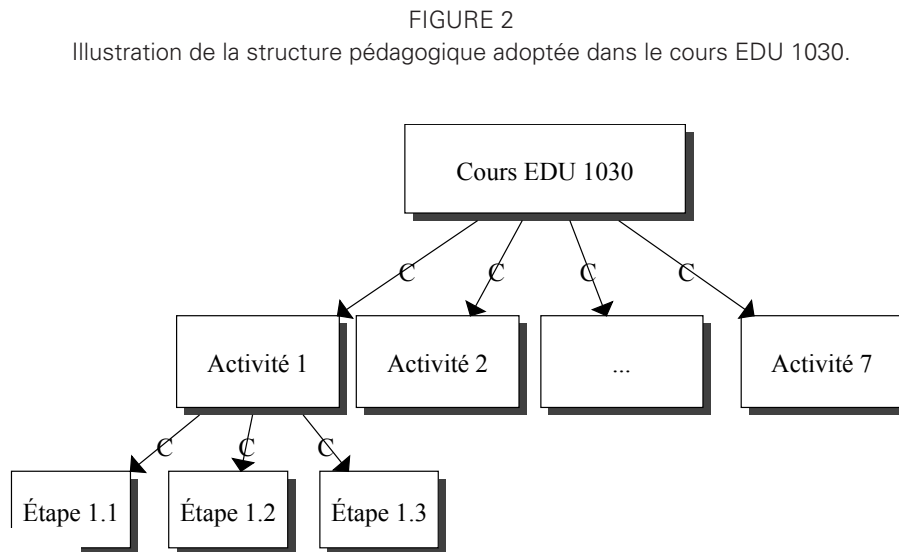 FIGURE 2
Illustration de la structure pédagogique adoptée dans le cours EDU 1030.
Cours EDU 1030
C C C C
Activité 1 Activité 2 ... Activité 7
C C C
Étape 1.1 Étape 1.2 Étape 1.3